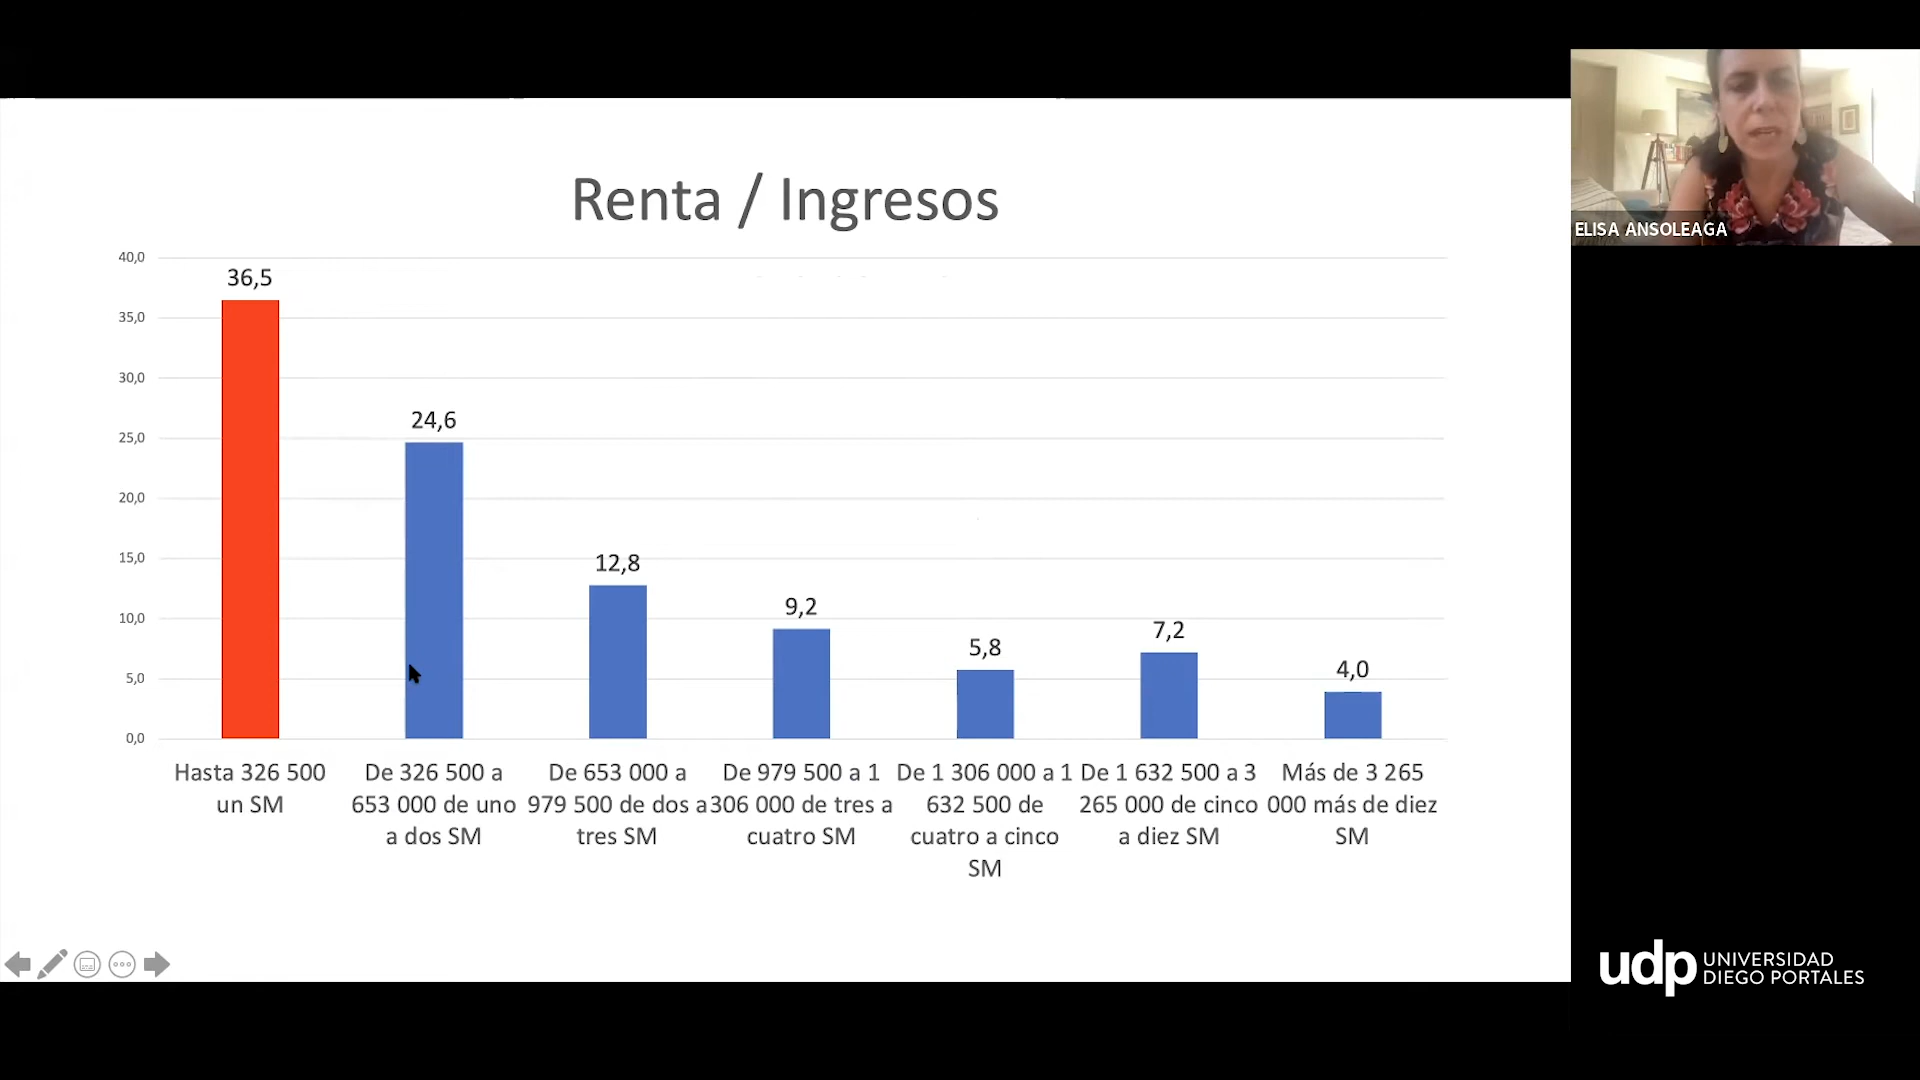 Renta / Ingresos
40,0
35,0
30,0
25,0
20,0
15,0
10,0
5,0
0,0
36,5
24,6
12,8
9,2
5,8
7,2
4,0
Hasta 326 500
un SM
De 326 500 a
653 000 de uno
a dos SM
De 653 000 a
979 500 de dos a
tres SM
De 979 500 a 1
306 000 de tres a
cuatro SM
De 1 306 000 a 1
632 500 de
cuatro a cinco
SM
De 1 632 500 a 3
265 000 de cinco
a diez SM
Más de 3 265
000 más de diez
SM
ELISA ANSOLEAGA
udp
UNIVERSIDAD
DIEGO PORTALES